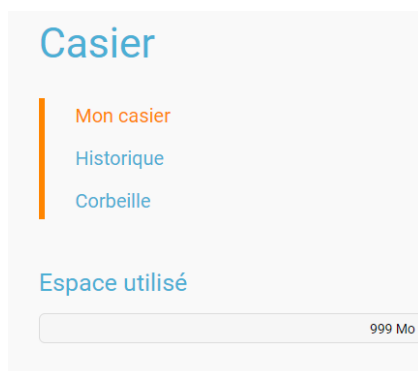 Casier
Mon casier
Historique
Corbeille
Espace utilisé
999 Mo